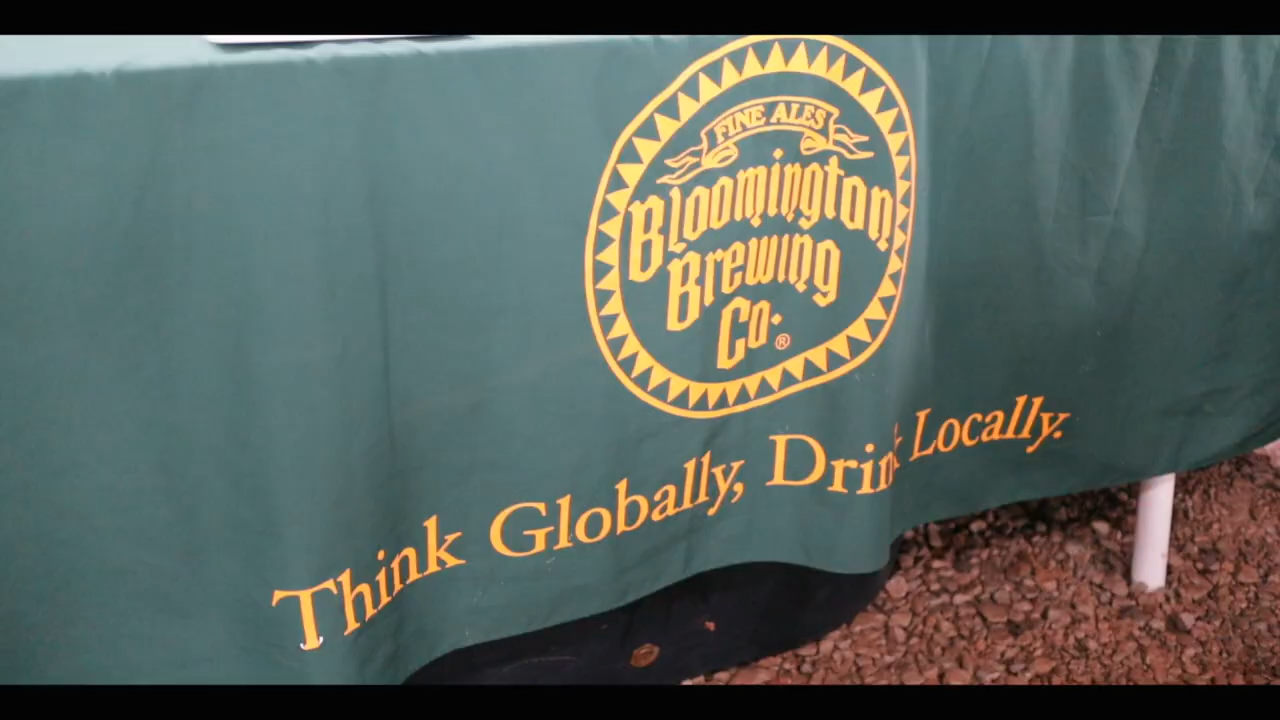 FINE ALES
Bloomington
Brewing
Co. ®
Think Globally, Drink Locally.